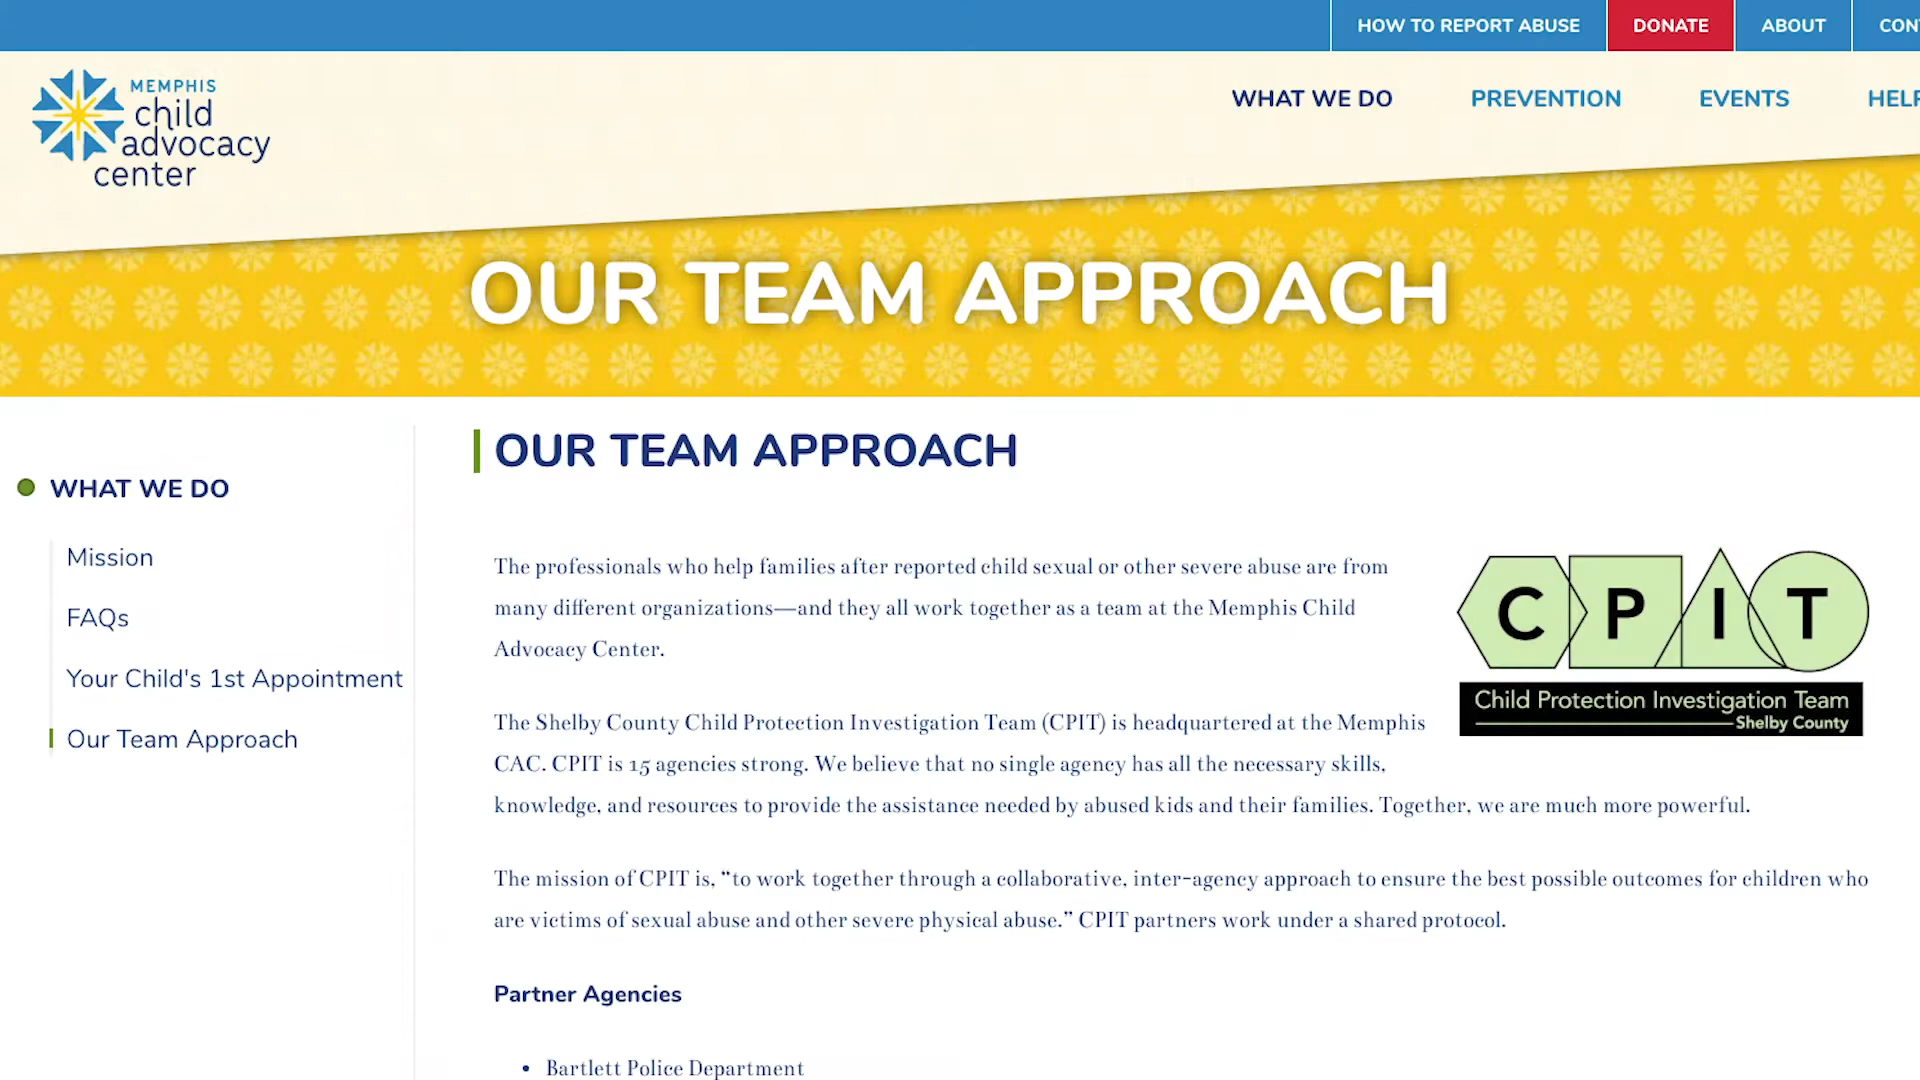 HOW TO REPORT ABUSE
DONATE
ABOUT
CON
MEMPHIS
child
advocacy
center
WHAT WE DO
PREVENTION
EVENTS
HELP
OUR TEAM APPROACH
WHAT WE DO
Mission
FAQs
Your Child's 1st Appointment
Our Team Approach
OUR TEAM APPROACH
The professionals who help families after reported child sexual or other severe abuse are from
many different organizations—and they all work together as a team at the Memphis Child
Advocacy Center.
C P I T
Child Protection Investigation Team
Shelby County
The Shelby County Child Protection Investigation Team (CPIT) is headquartered at the Memphis
CAC. CPIT is 15 agencies strong. We believe that no single agency has all the necessary skills,
knowledge, and resources to provide the assistance needed by abused kids and their families. Together, we are much more powerful.
The mission of CPIT is, “to work together through a collaborative, inter-agency approach to ensure the best possible outcomes for children who
are victims of sexual abuse and other severe physical abuse.” CPIT partners work under a shared protocol.
Partner Agencies
• Bartlett Police Department